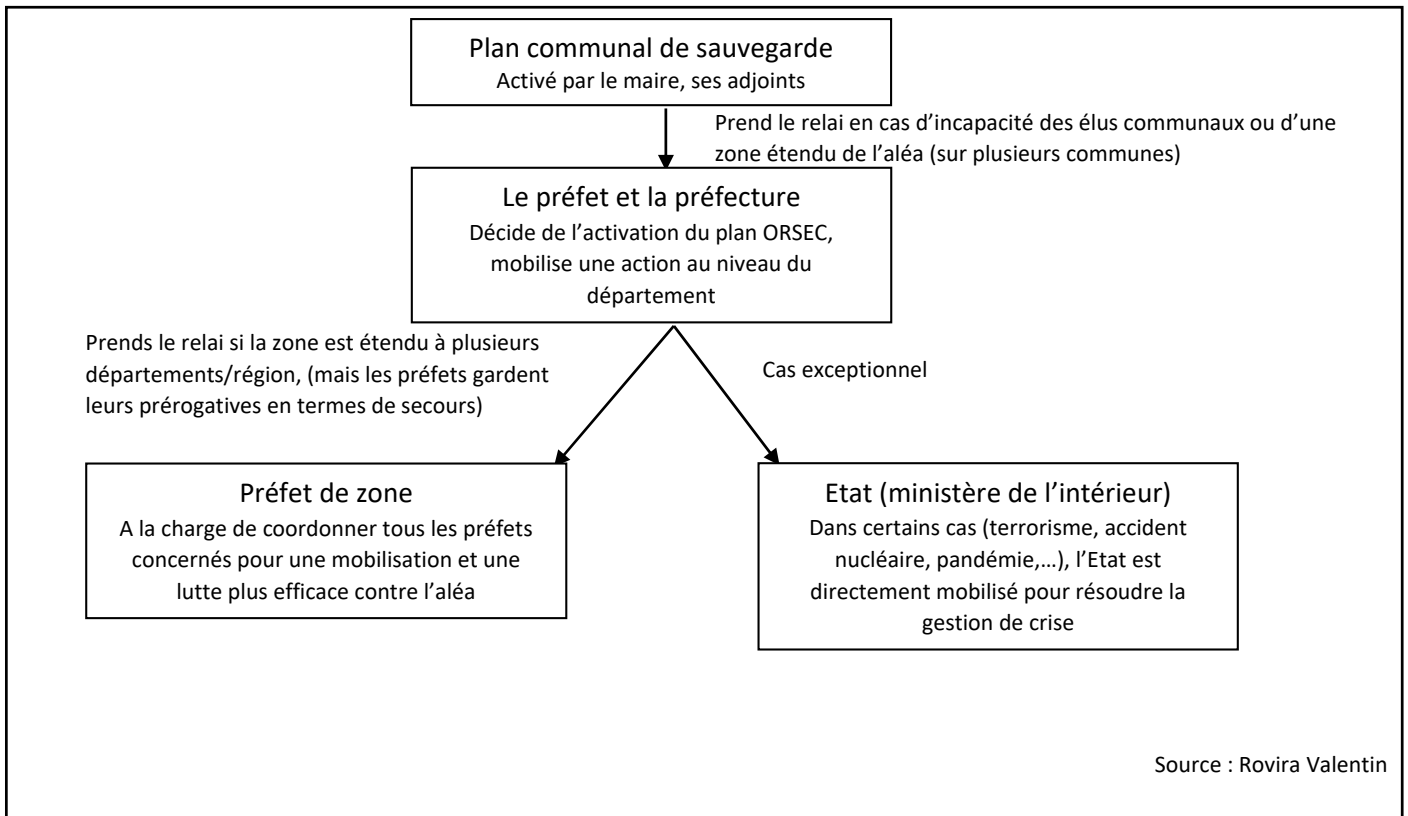 Plan communal de sauvegarde
Activé par le maire, ses adjoints
Prend le relai en cas d’incapacité des élus communaux ou d’une
zone étendu de l’aléa (sur plusieurs communes)
Le préfet et la préfecture
Décide de l’activation du plan ORSEC,
mobilise une action au niveau du
département
Prends le relai si la zone est étendu à plusieurs
départements/région, (mais les préfets gardent
leurs prérogatives en termes de secours)
Cas exceptionnel
Préfet de zone
A la charge de coordonner tous les préfets
concernés pour une mobilisation et une
lutte plus efficace contre l’aléa
Etat (ministère de l’intérieur)
Dans certains cas (terrorisme, accident
nucléaire, pandémie,…), l’Etat est
directement mobilisé pour résoudre la
gestion de crise
Source : Rovira Valentin